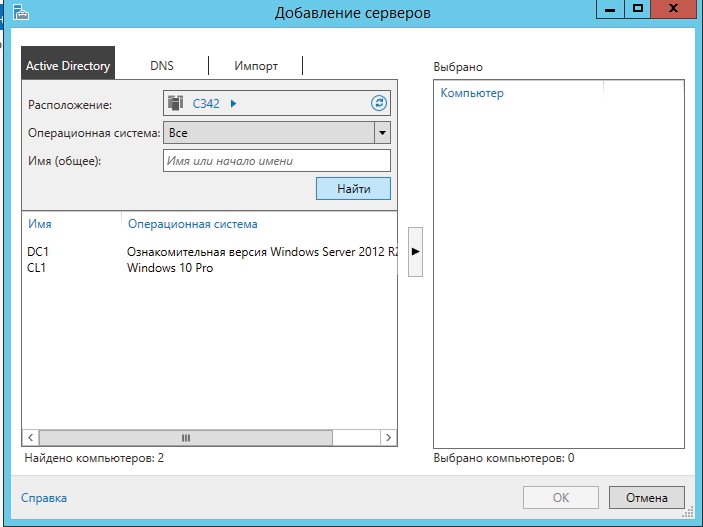 Добавление серверов
Active Directory
DNS
Импорт
Расположение:
C342
Операционная система:
Все
Имя (общее):
Имя или начало имени
Найти
Имя
Операционная система
DC1
Ознакомительная версия Windows Server 2012 R2
CL1
Windows 10 Pro
Найдено компьютеров: 2
Выбрано
Компьютер
Выбрано компьютеров: 0
Справка
ОК
Отмена